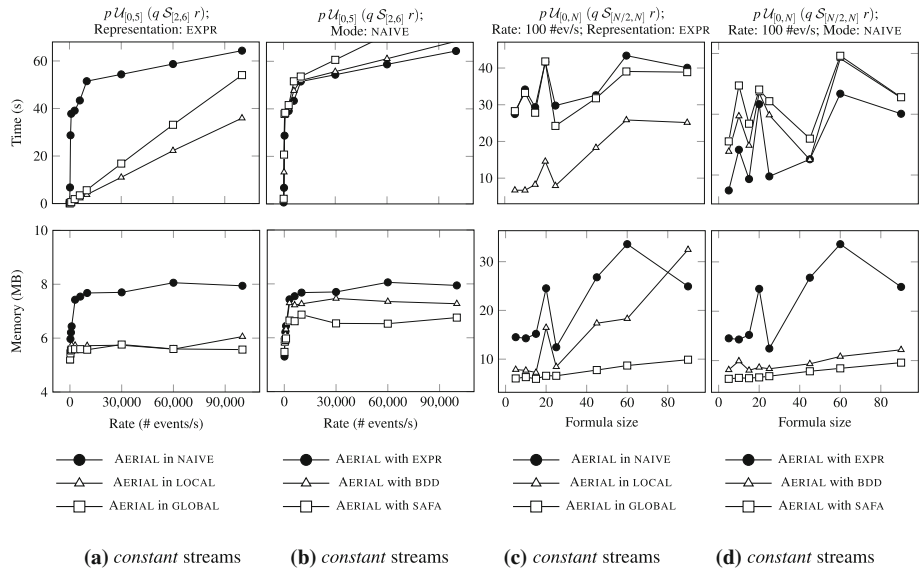 p U[0,5] (q S[2,6] r);
Representation: EXPR
p U[0,5] (q S[2,6] r);
Mode: NAIVE
p U[0,N] (q S[N/2,N] r);
Rate: 100 #ev/s; Representation: EXPR
p U[0,N] (q S[N/2,N] r);
Rate: 100 #ev/s; Mode: NAIVE
Time (s)
60
40
20
0
40
30
20
10
Memory (MB)
8
6
4
30
20
10
0 30,000 60,000 90,000
0 30,000 60,000 90,000
0 20 40 60 80
0 20 40 60 80
Rate (# events/s)
Rate (# events/s)
Formula size
Formula size
AERIAL in NAIVE
AERIAL in LOCAL
AERIAL in GLOBAL
AERIAL with EXPR
AERIAL with BDD
AERIAL with SAFA
AERIAL in NAIVE
AERIAL in LOCAL
AERIAL in GLOBAL
AERIAL with EXPR
AERIAL with BDD
AERIAL with SAFA
(a) constant streams
(b) constant streams
(c) constant streams
(d) constant streams